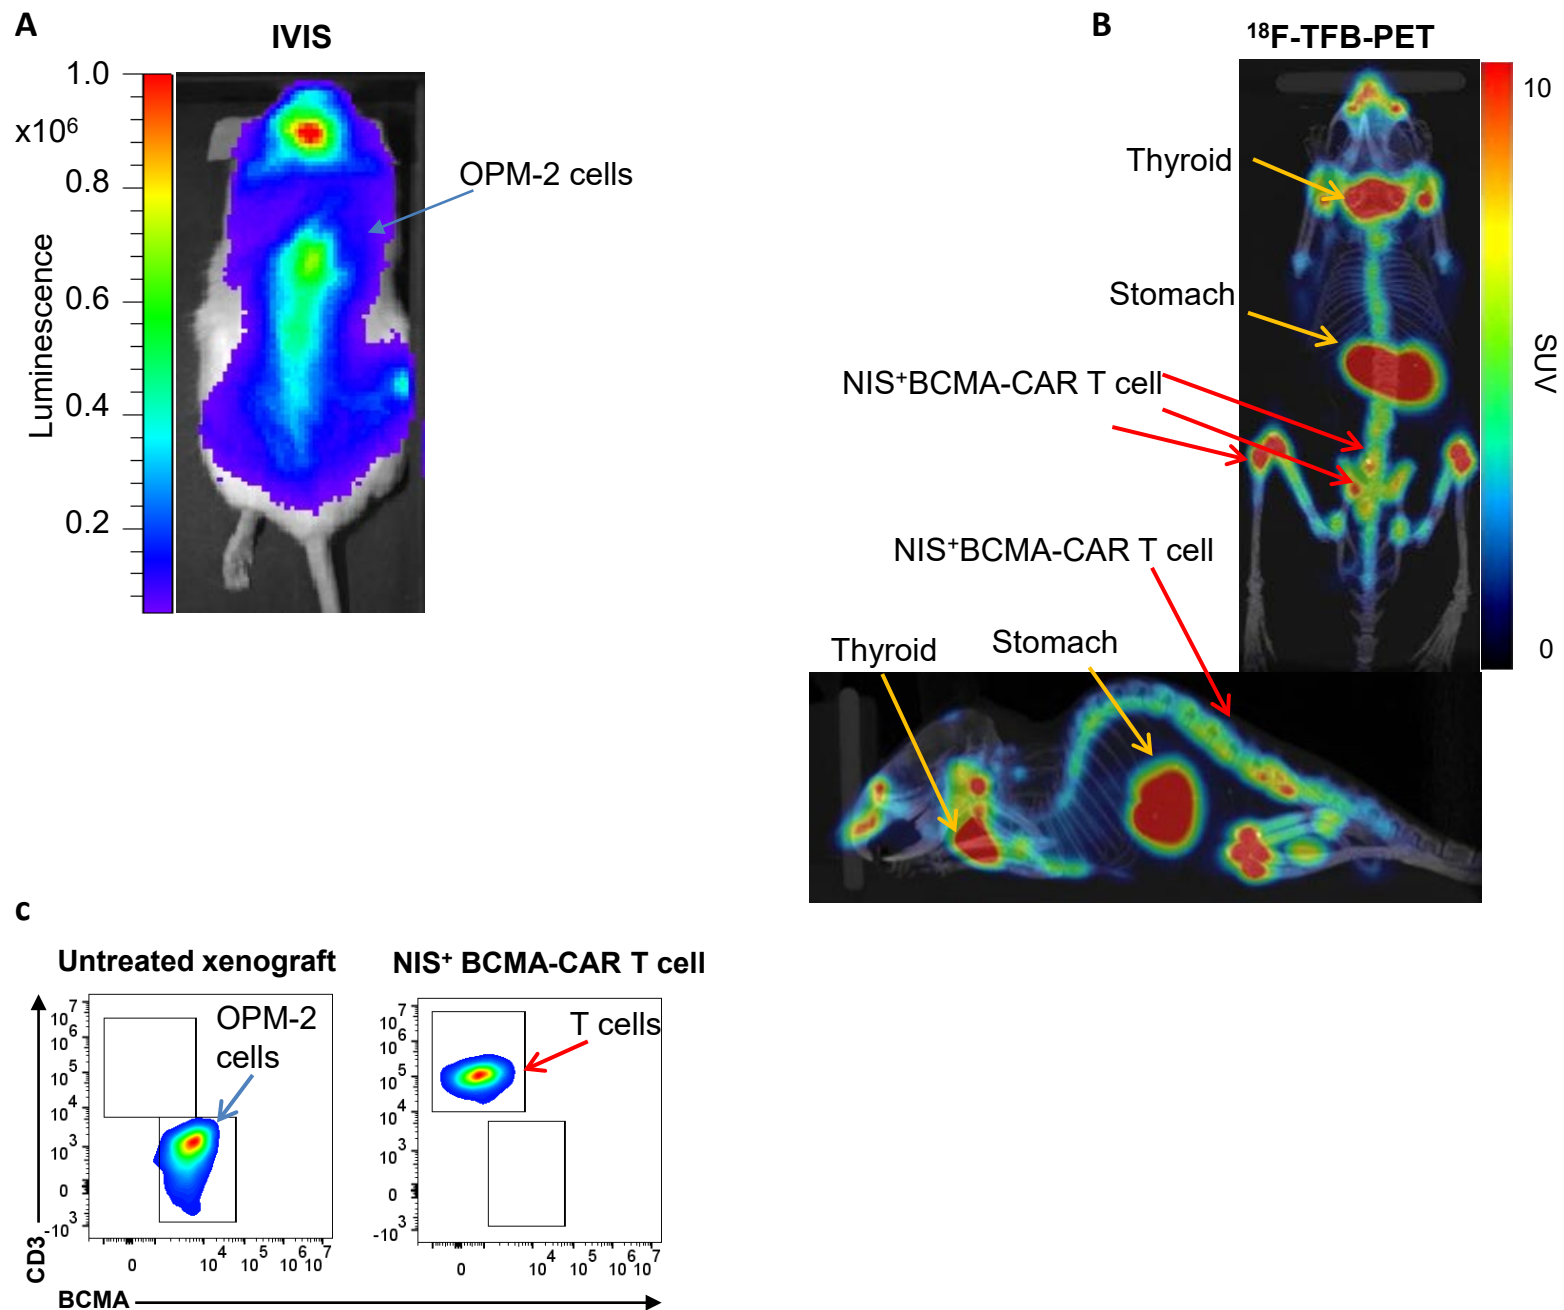 A
IVIS
1.0
x10⁶
0.8
0.6
0.4
0.2
Luminescence
OPM-2 cells
B
¹⁸F-TFB-PET
10
0
SUV
Thyroid
Stomach
NIS⁺BCMA-CAR T cell
NIS⁺BCMA-CAR T cell
Thyroid
Stomach
c
Untreated xenograft
OPM-2
cells
10⁷
10⁶
10⁵
10⁴
10³
0
-10³
0 10⁴ 10⁵ 10⁶ 10⁷
NIS⁺ BCMA-CAR T cell
T cells
10⁷
10⁶
10⁵
10⁴
10³
0
-10³
0 10⁴ 10⁵ 10⁶ 10⁷
CD3
BCMA